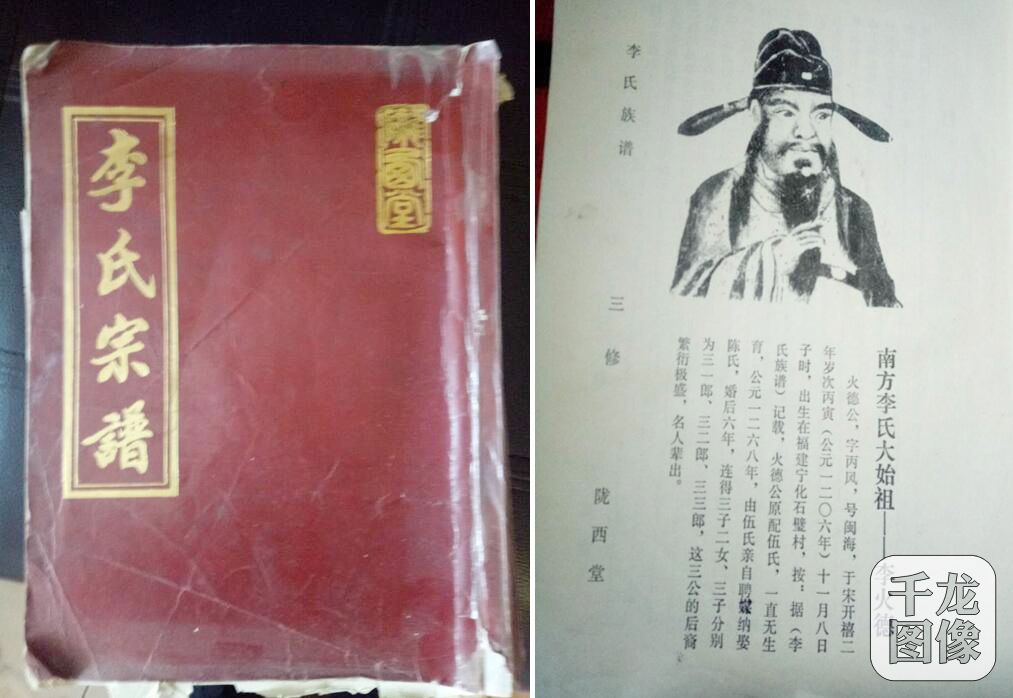 李氏宗譜
隴西堂
李氏族谱
三修
陇西堂
南方李氏大始祖——李火德
火德公，字丙风，号闽海，于宋开禧二
年岁次丙寅（公元一二〇六年）十一月八日
子时，出生在福建宁化石壁村，按：据《李
氏族谱》记载，火德公原配伍氏，一直无生
育，公元一二六八年，由伍氏亲自聘嫁纳娶
陈氏，婚后六年，连得三子二女、三子分别
为三一郎、三二郎、三三郎，这三公的后裔
繁衍极盛，名人辈出。
千龙
图像